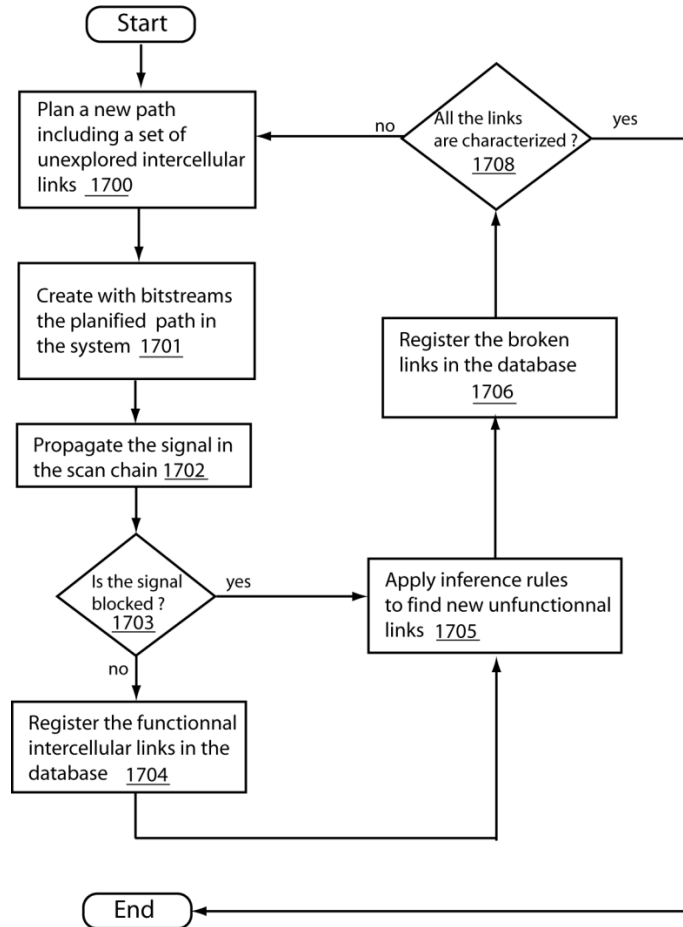 Start
Plan a new path
including a set of
unexplored intercellular
links 1700
Create with bitstreams
the planified path in
the system 1701
Propagate the signal in
the scan chain 1702
Is the signal
blocked ?
1703
yes
no
Register the functionnal
intercellular links in the
database 1704
Apply inference rules
to find new unfunctionnal
links 1705
Register the broken
links in the database
1706
All the links
are characterized ?
1708
no
yes
End